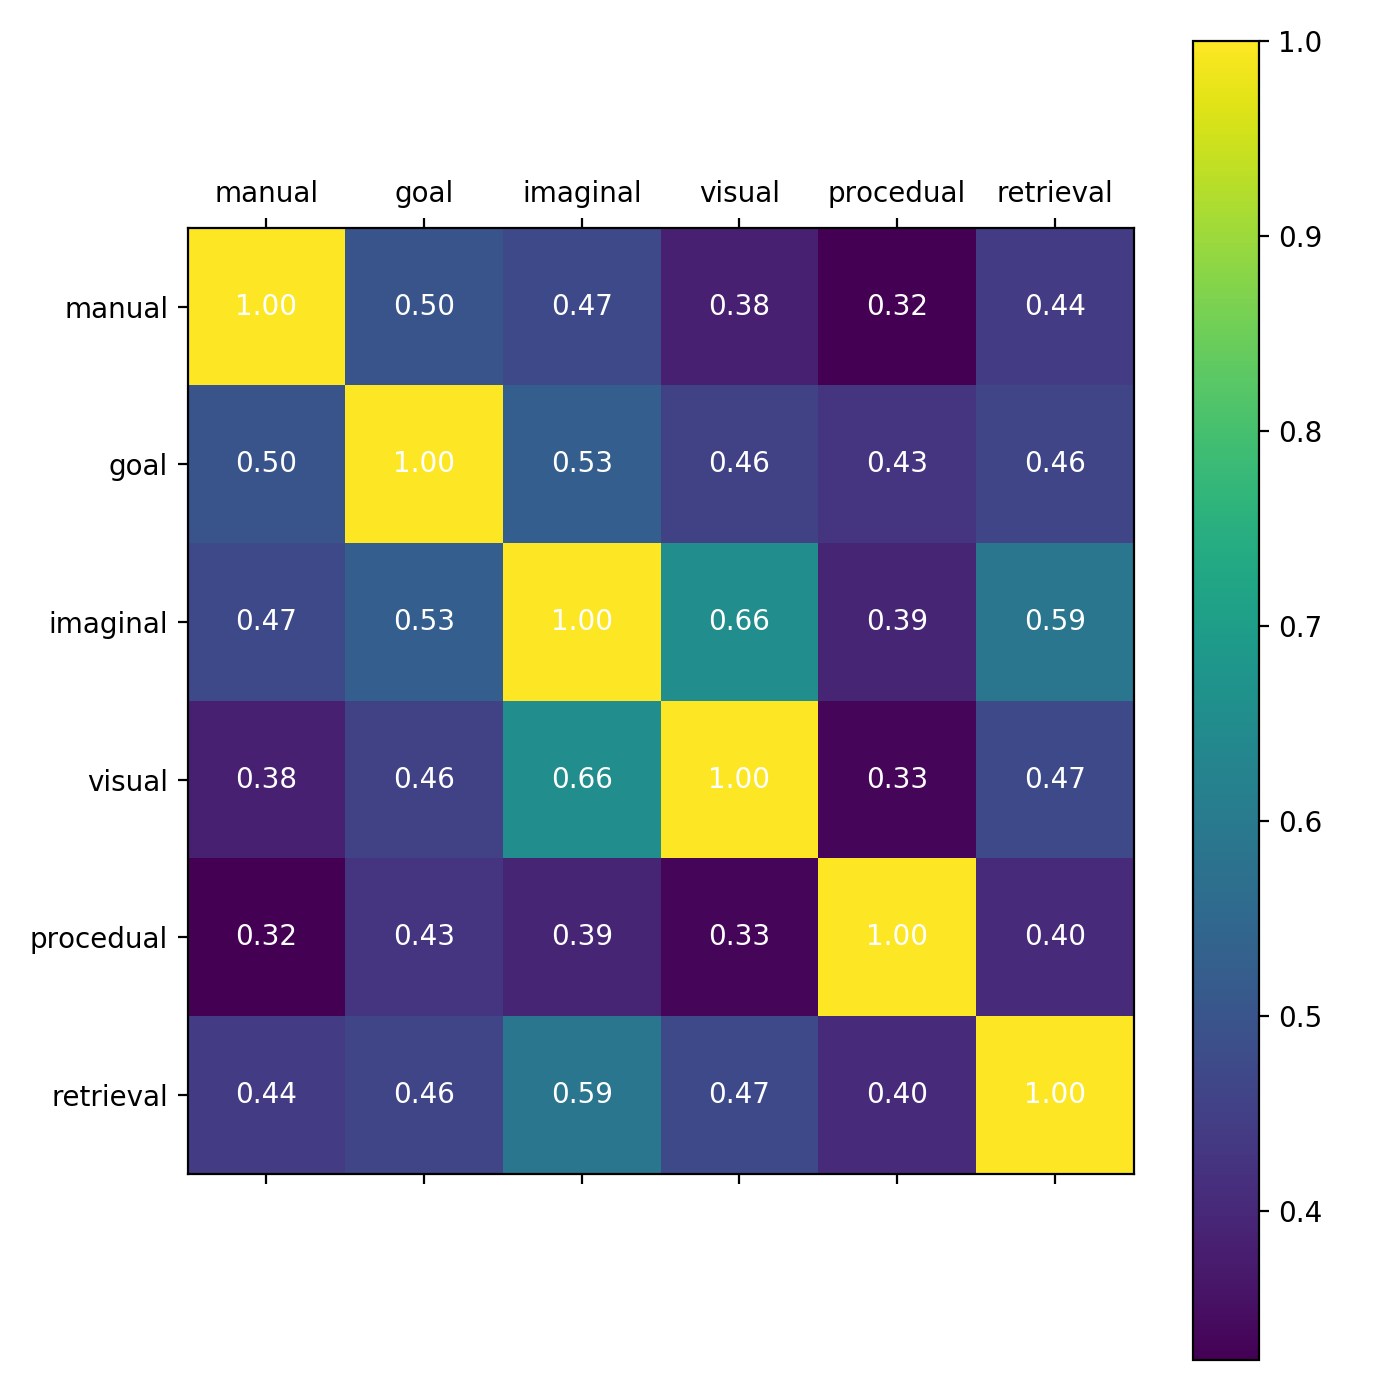 manual goal imaginal visual procedual retrieval
manual 1.00 0.50 0.47 0.38 0.32 0.44
goal 0.50 1.00 0.53 0.46 0.43 0.46
imaginal 0.47 0.53 1.00 0.66 0.39 0.59
visual 0.38 0.46 0.66 1.00 0.33 0.47
procedual 0.32 0.43 0.39 0.33 1.00 0.40
retrieval 0.44 0.46 0.59 0.47 0.40 1.00
1.0
0.9
0.8
0.7
0.6
0.5
0.4